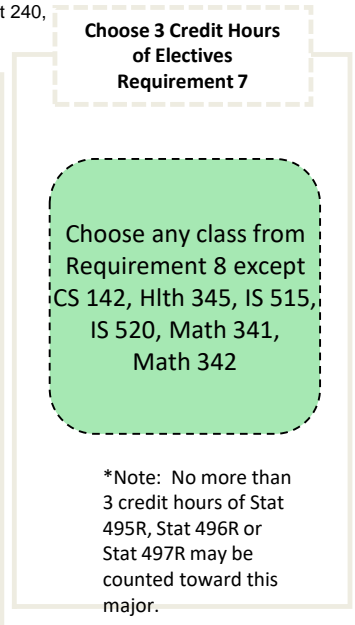 t 240,
Choose 3 Credit Hours
of Electives
Requirement 7
Choose any class from
Requirement 8 except
CS 142, Hlth 345, IS 515,
IS 520, Math 341,
Math 342
*Note: No more than
3 credit hours of Stat
495R, Stat 496R or
Stat 497R may be
counted toward this
major.